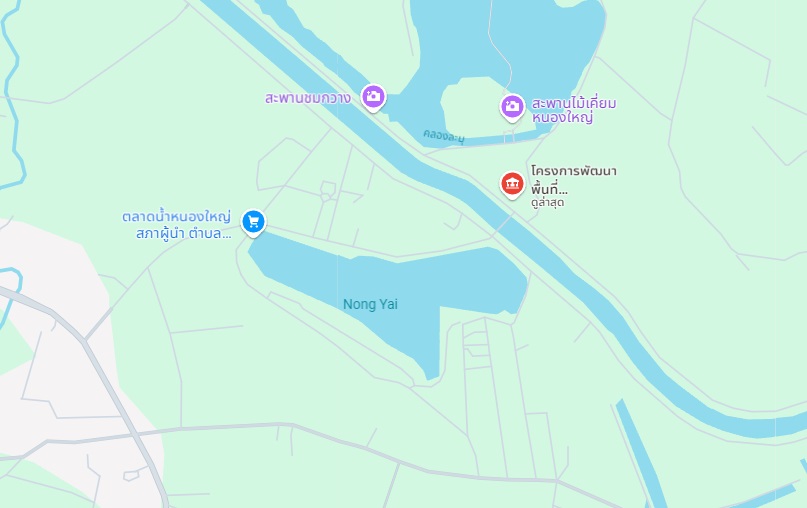 สะพานชมกวาง
สะพานไม้เคี่ยม
หนองใหญ่
คลองละมุ
โครงการพัฒนา
พื้นที่...
ดูล่าสุด
ตลาดน้ำหนองใหญ่
สภาผู้นำ ตำบล...
Nong Yai